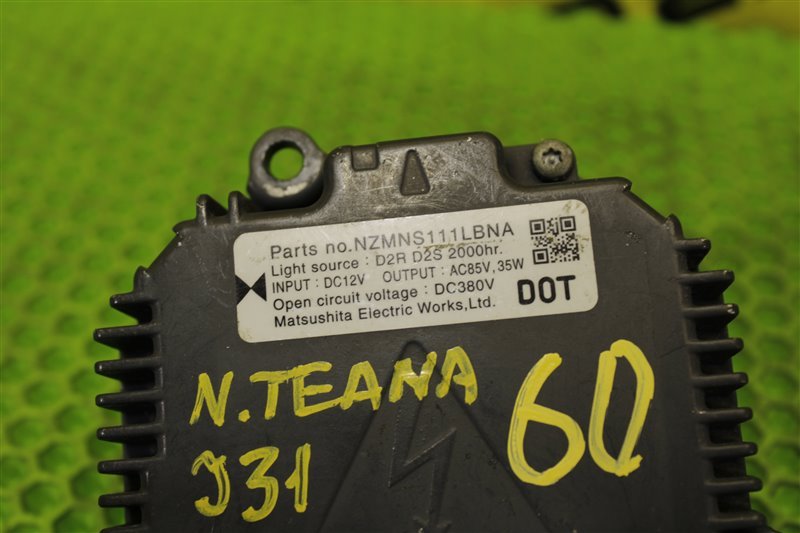 Parts no.NZMNS111LBNA
Light source : D2R D2S 2000hr.
INPUT : DC12V OUTPUT : AC85V,35W
Open circuit voltage : DC380V
Matsushita Electric Works,Ltd.
DOT
N.TEANA
J31
60